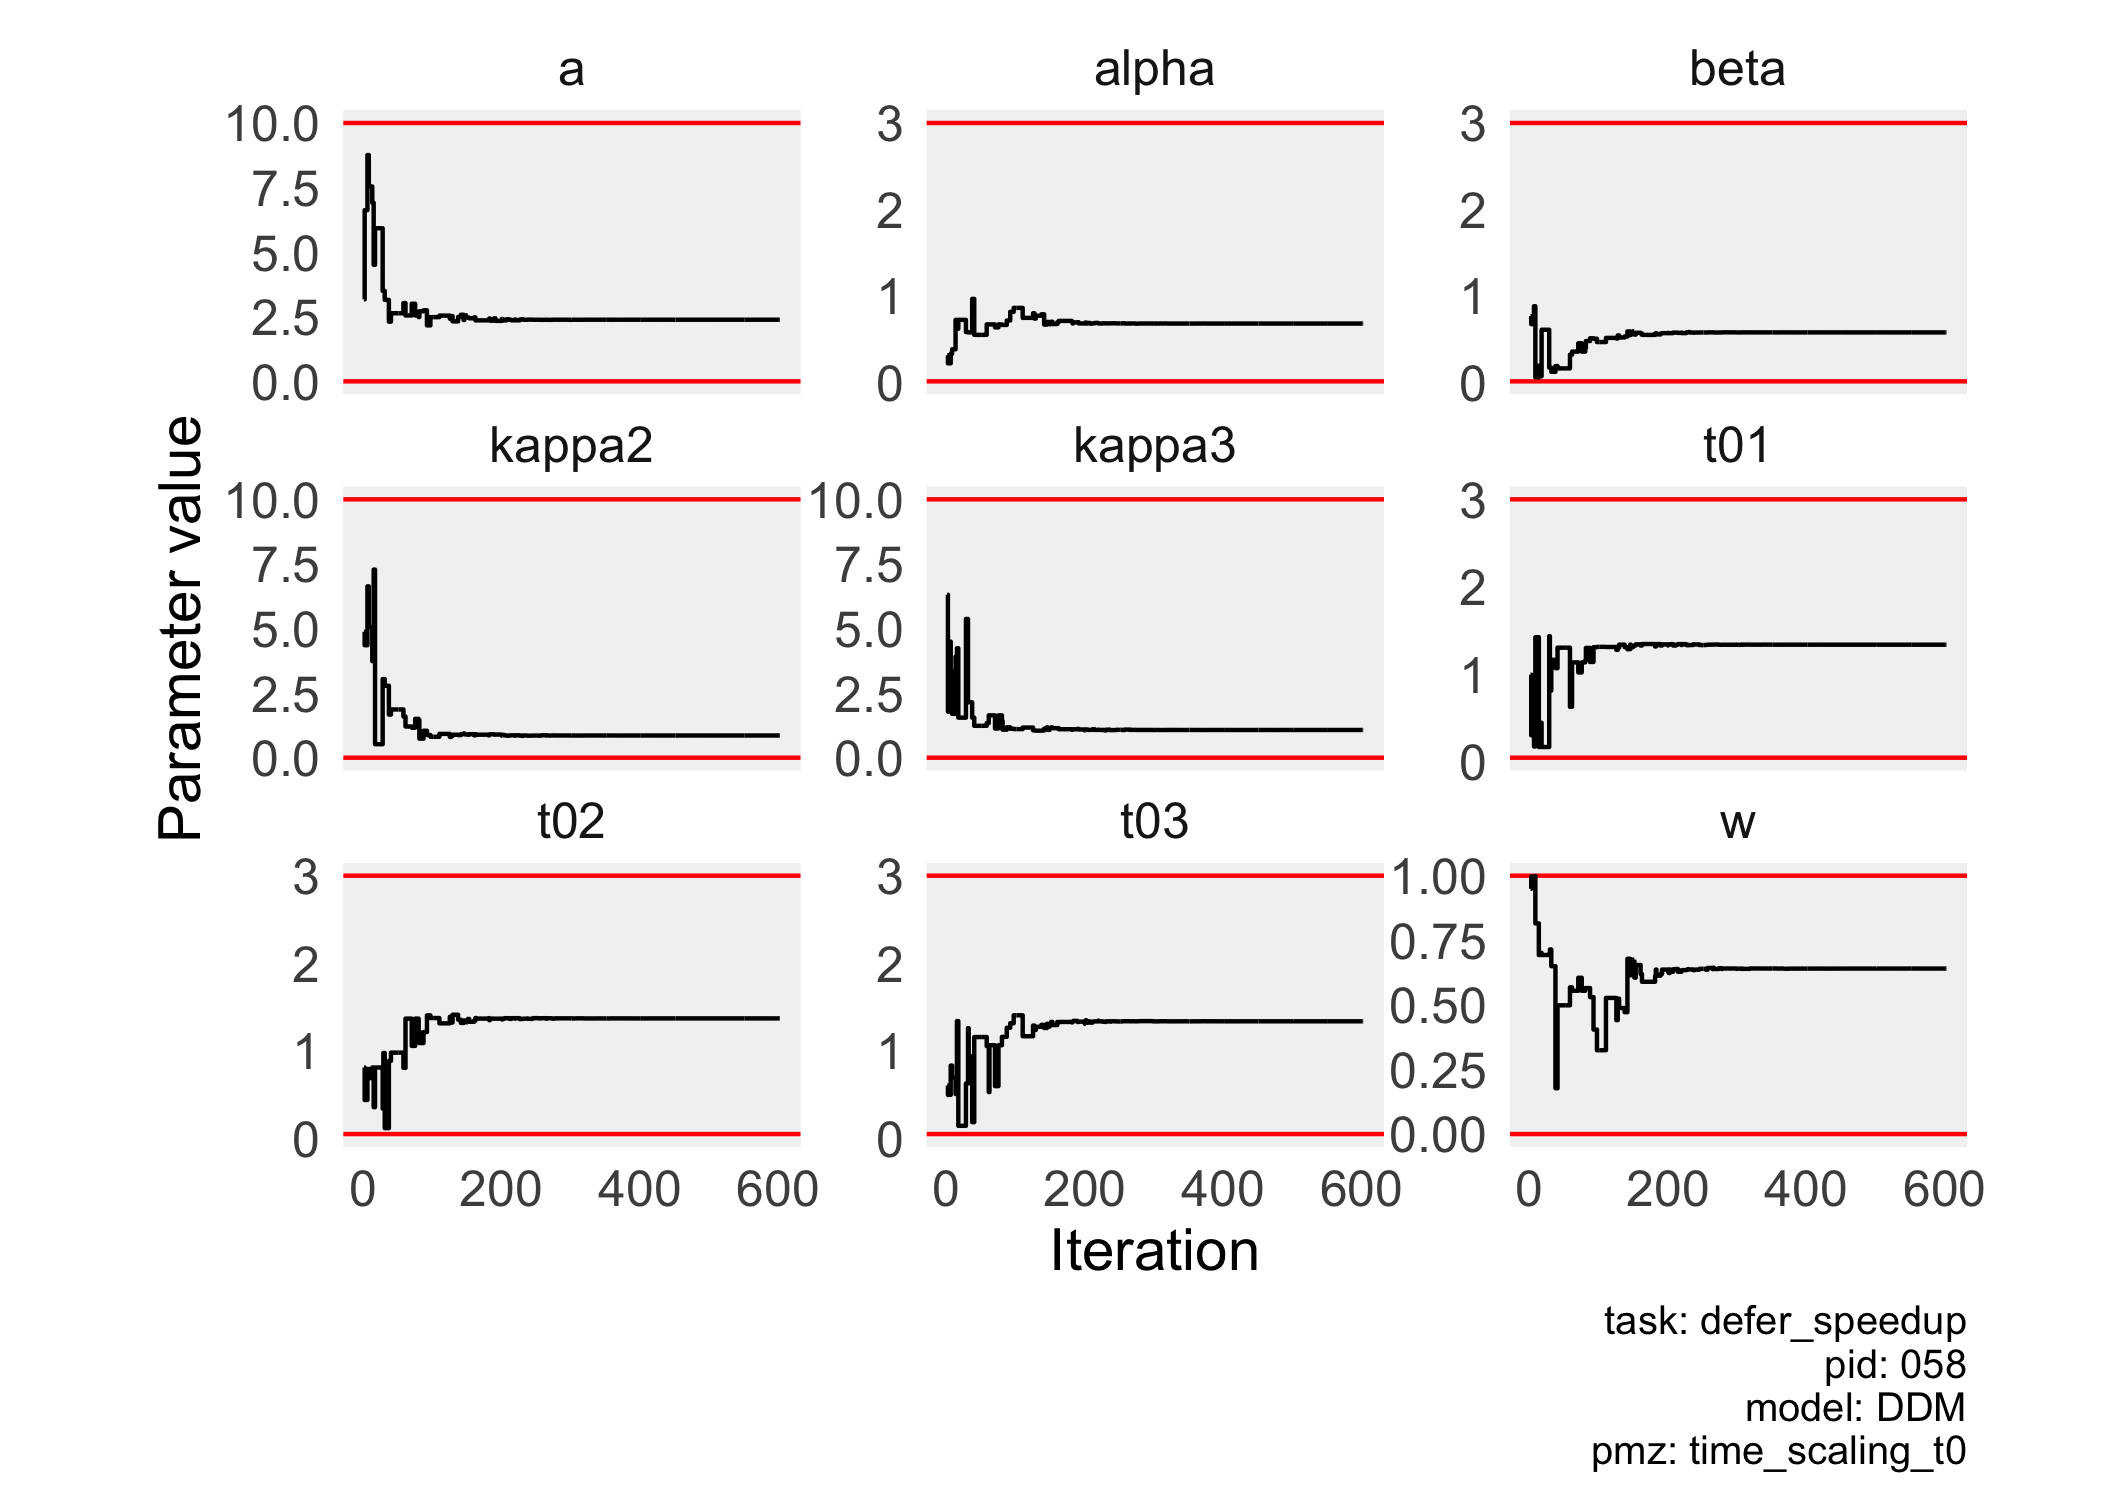 a
alpha
beta
10.0
7.5
5.0
2.5
0.0
3
2
1
0
3
2
1
0
kappa2
kappa3
t01
10.0
7.5
5.0
2.5
0.0
10.0
7.5
5.0
2.5
0.0
3
2
1
0
t02
t03
w
3
2
1
0
3
2
1
0
1.00
0.75
0.50
0.25
0.00
0 200 400 600
0 200 400 600
0 200 400 600
Parameter value
Iteration
task: defer_speedup
pid: 058
model: DDM
pmz: time_scaling_t0